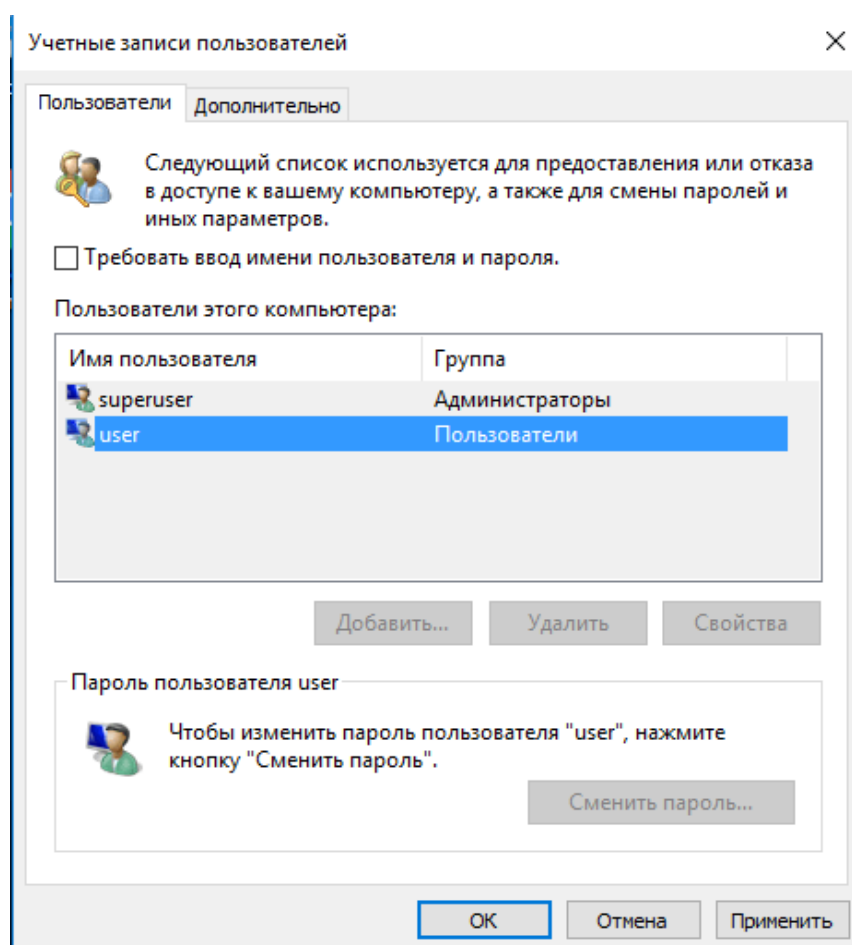 Учетные записи пользователей
Пользователи
Дополнительно
Следующий список используется для предоставления или отказа
в доступе к вашему компьютеру, а также для смены паролей и
иных параметров.
Требовать ввод имени пользователя и пароля.
Пользователи этого компьютера:
Имя пользователя Группа
superuser Администраторы
user Пользователи
Добавить... Удалить Свойства
Пароль пользователя user
Чтобы изменить пароль пользователя "user", нажмите
кнопку "Сменить пароль".
Сменить пароль...
ОК Отмена Применить